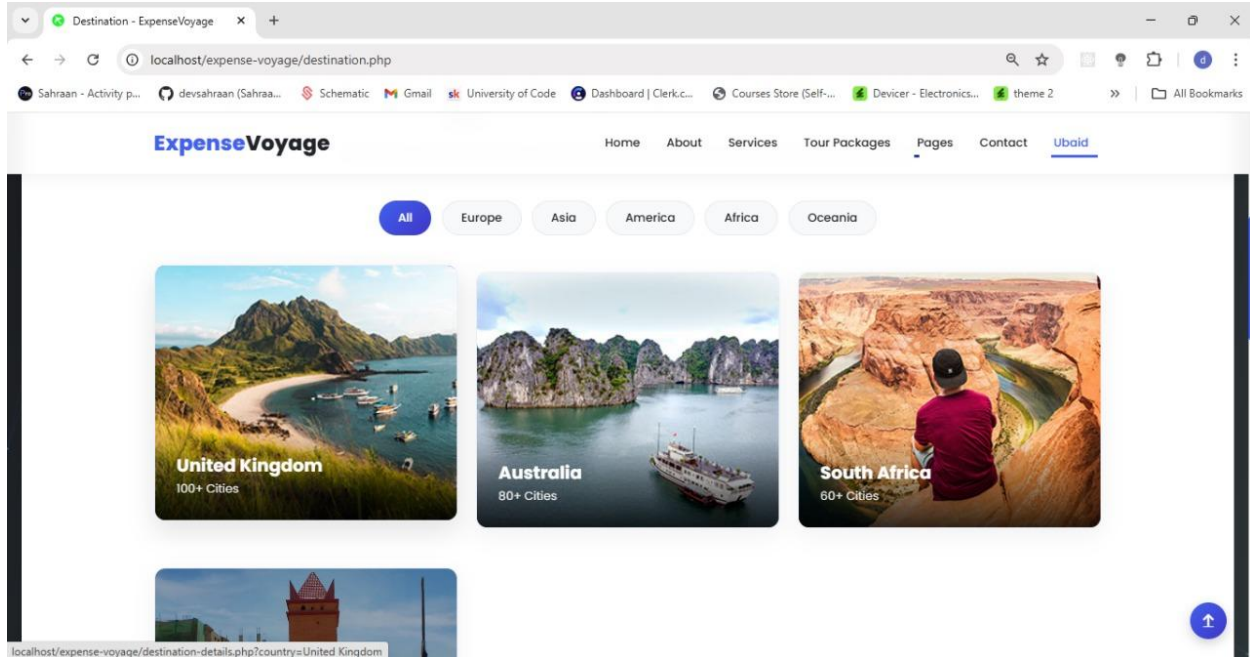 Destination - ExpenseVoyage
localhost/expense-voyage/destination.php
d
Sahraan - Activity p... devsahraan (Sahraa... Schematic Gmail sk University of Code Dashboard | Clerk.c... Courses Store (Self-... Devicer - Electronics... theme 2 » All Bookmarks
ExpenseVoyage Home About Services Tour Packages Pages Contact Ubaid
All Europe Asia America Africa Oceania
United Kingdom
100+ Cities
Australia
80+ Cities
South Africa
60+ Cities
localhost/expense-voyage/destination-details.php?country=United Kingdom